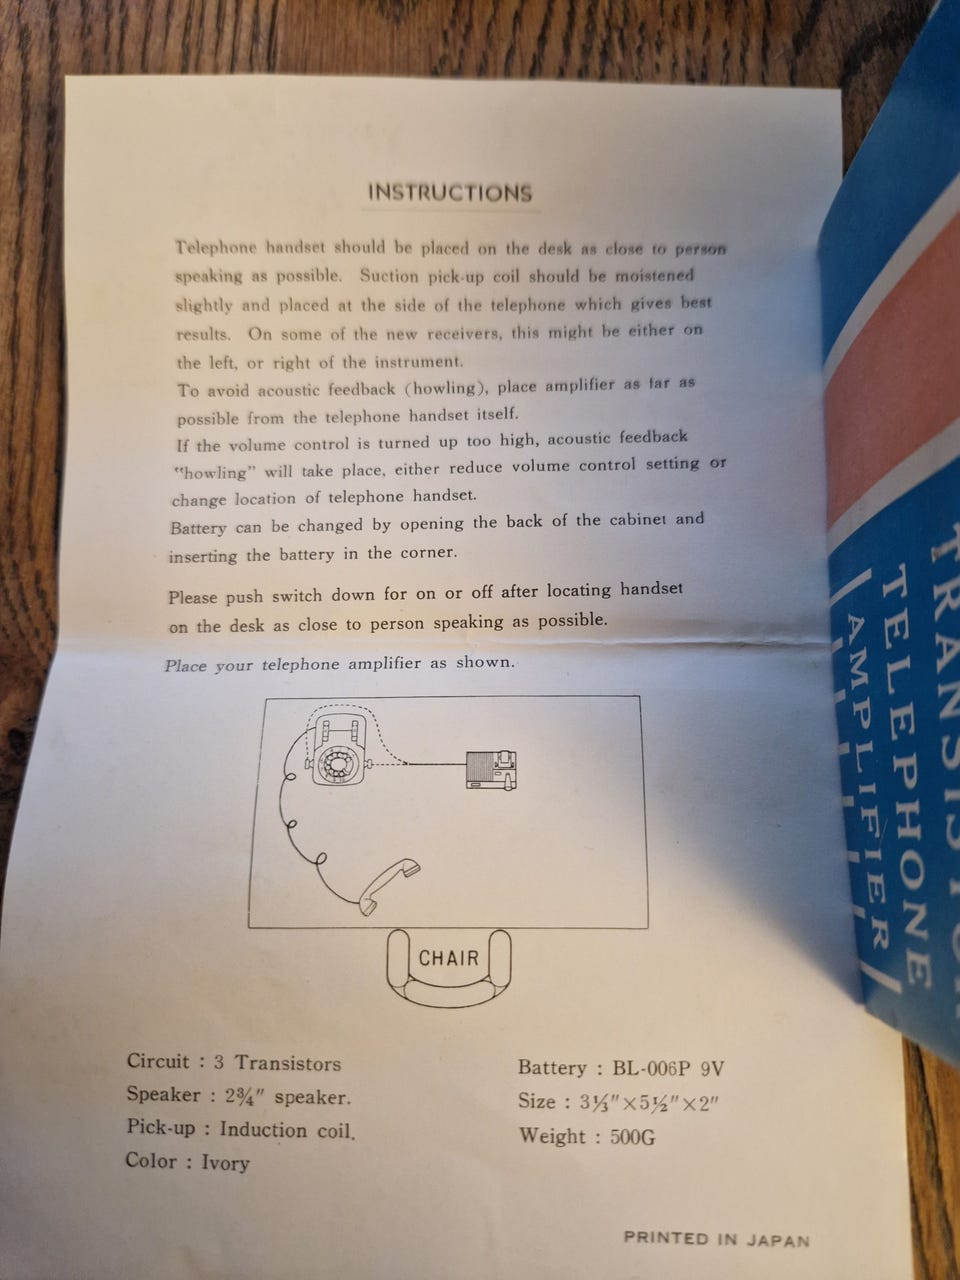 INSTRUCTIONS
Telephone handset should be placed on the desk as close to person
speaking as possible. Suction pick-up coil should be moistened
slightly and placed at the side of the telephone which gives best
results. On some of the new receivers, this might be either on
the left, or right of the instrument.
To avoid acoustic feedback (howling), place amplifier as far as
possible from the telephone handset itself.
If the volume control is turned up too high, acoustic feedback
"howling" will take place, either reduce volume control setting or
change location of telephone handset.
Battery can be changed by opening the back of the cabinet and
inserting the battery in the corner.
Please push switch down for on or off after locating handset
on the desk as close to person speaking as possible.
Place your telephone amplifier as shown.
CHAIR
Circuit : 3 Transistors
Speaker : 2¾" speaker.
Pick-up : Induction coil.
Color : Ivory
Battery : BL-006P 9V
Size : 3⅓"×5½"×2"
Weight : 500G
PRINTED IN JAPAN
TRANSISTOR
TELEPHONE
AMPLIFIER